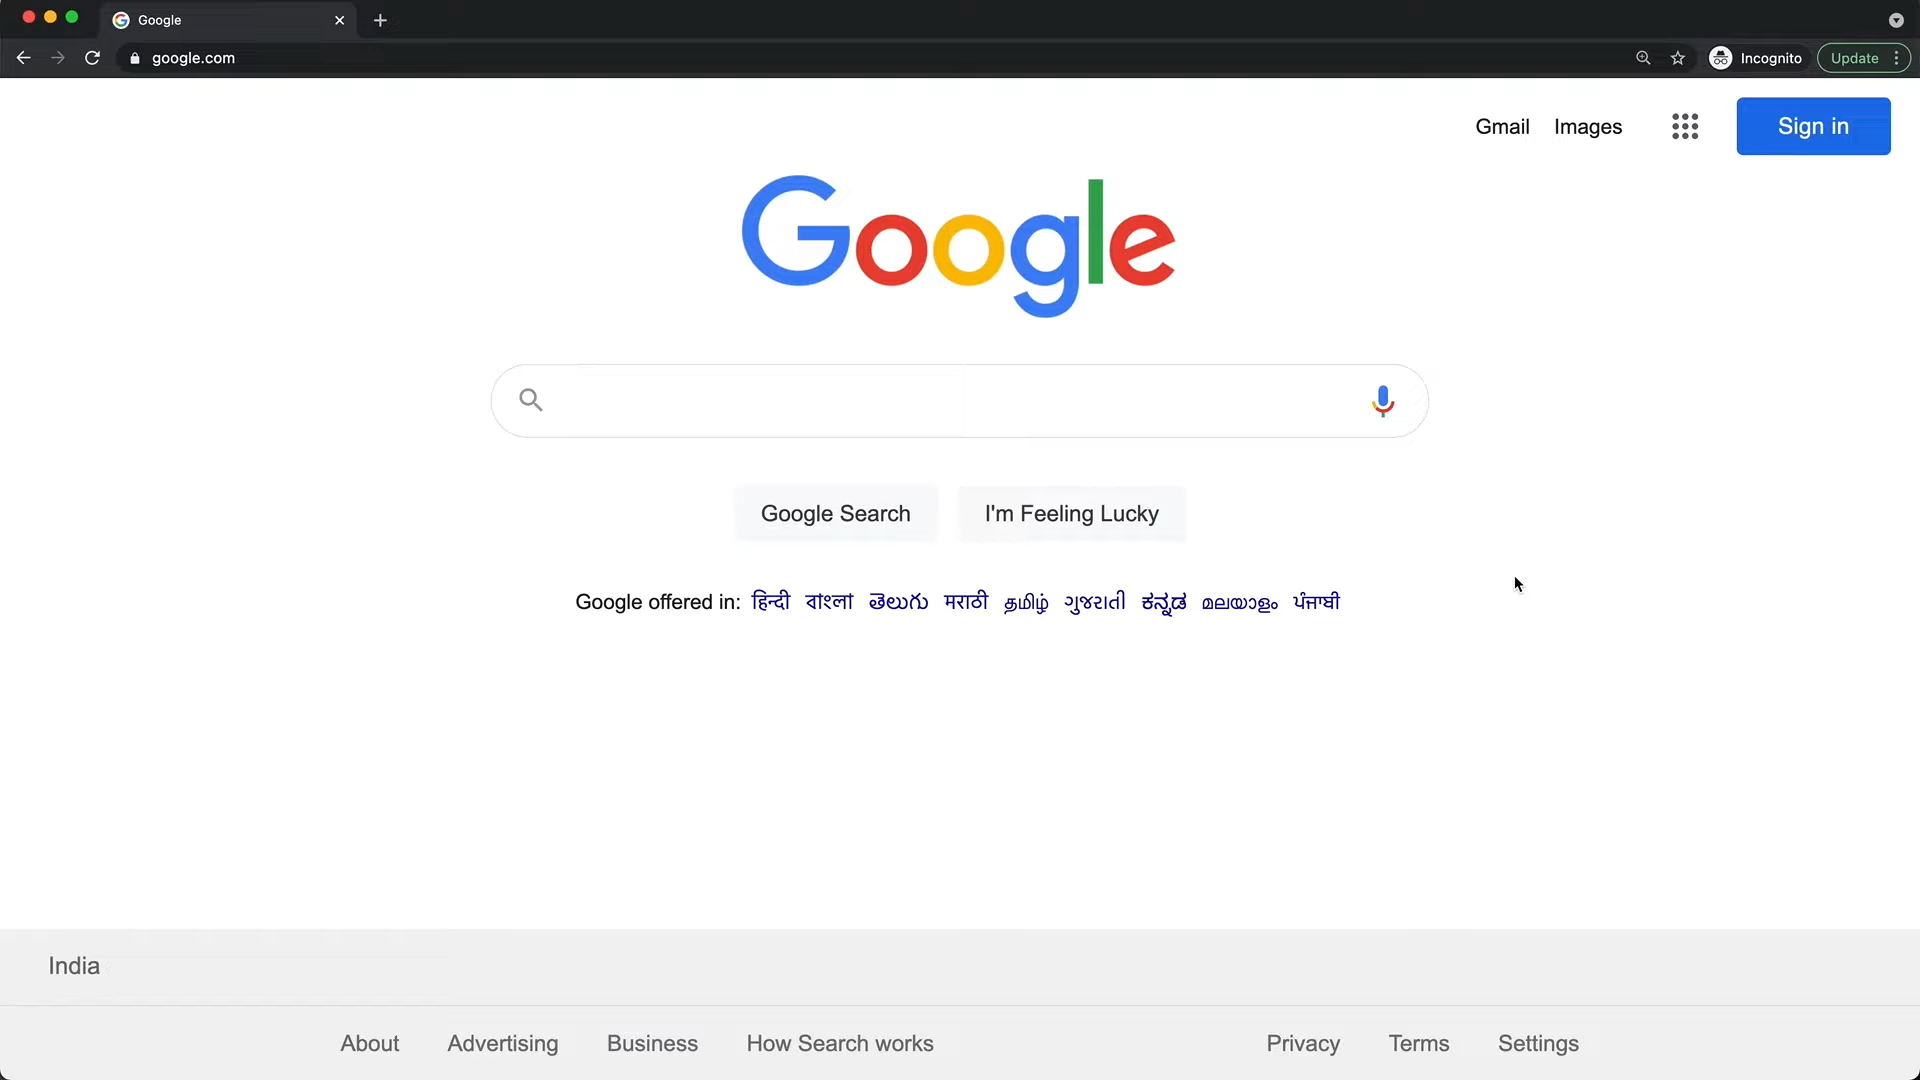 Google
google.com
Incognito
Update
Gmail Images Sign in
Google
Google Search I'm Feeling Lucky
Google offered in: हिन्दी বাংলা తెలుగు मराठी தமிழ் ગુજરાતી ಕನ್ನಡ മലയാളം ਪੰਜਾਬੀ
India
About Advertising Business How Search works Privacy Terms Settings